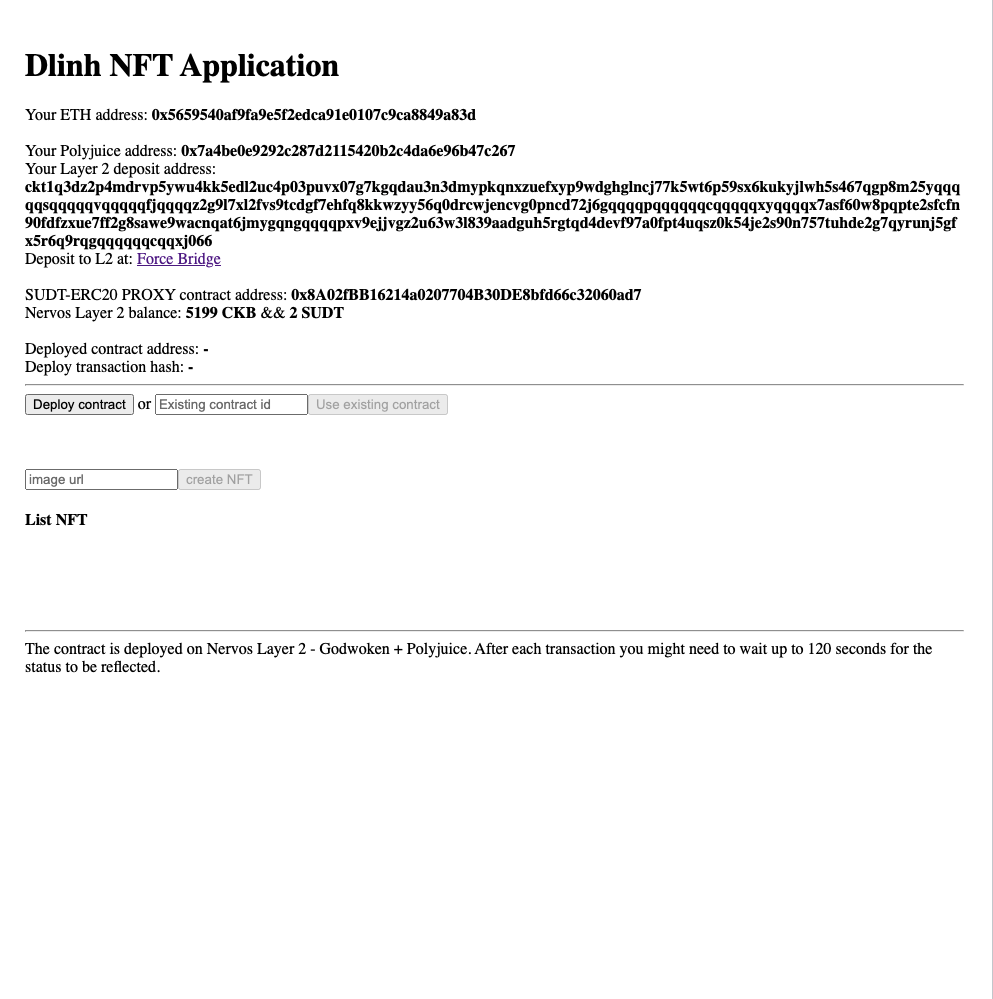 Dlinh NFT Application
Your ETH address: 0x5659540af9fa9e5f2edca91e0107c9ca8849a83d
Your Polyjuice address: 0x7a4be0e9292c287d2115420b2c4da6e96b47c267
Your Layer 2 deposit address:
ckt1q3dz2p4mdrvp5ywu4kk5edl2uc4p03puvx07g7kgqdau3n3dmypkqnxzuefxyp9wdghglncj77k5wt6p59sx6kukyjlwh5s467qgp8m25yqqq
qqsqqqqqvqqqqqfjqqqqz2g9l7xl2fvs9tcdgf7ehfq8kkwzyy56q0drcwjencvg0pncd72j6gqqqqpqqqqqqcqqqqqxyqqqqx7asf60w8pqpte2sfcfn
90fdfzxue7ff2g8sawe9wacnqat6jmygqngqqqqpxv9ejjvgz2u63w3l839aadguh5rgtqd4devf97a0fpt4uqsz0k54je2s90n757tuhde2g7qyrunj5gf
x5r6q9rqgqqqqqqcqqxj066
Deposit to L2 at: Force Bridge
SUDT-ERC20 PROXY contract address: 0x8A02fBB16214a0207704B30DE8bfd66c32060ad7
Nervos Layer 2 balance: 5199 CKB && 2 SUDT
Deployed contract address: -
Deploy transaction hash: -
Deploy contract or Existing contract id Use existing contract
image url create NFT
List NFT
The contract is deployed on Nervos Layer 2 - Godwoken + Polyjuice. After each transaction you might need to wait up to 120 seconds for the
status to be reflected.